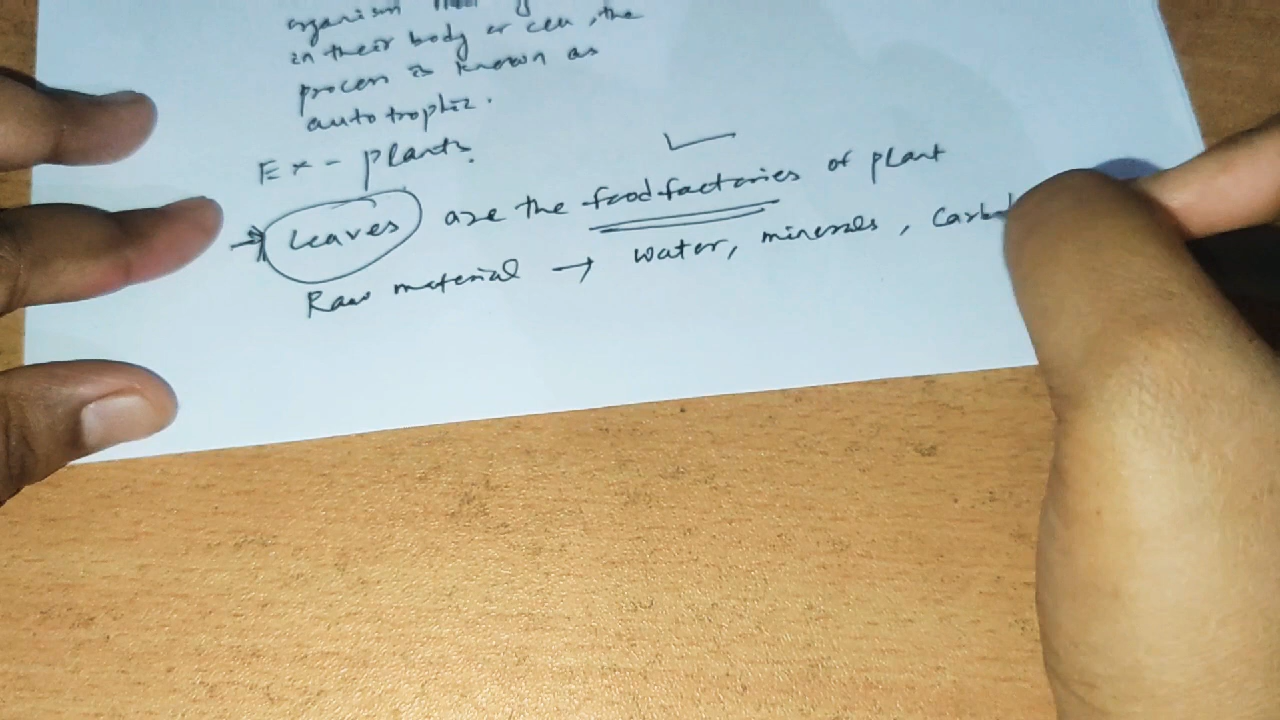 organism
in their body or cell, the
process is known as
autotrophic.
Ex - plants.
→ Leaves are the food factories of plant
Raw material → water, minerals, Carb